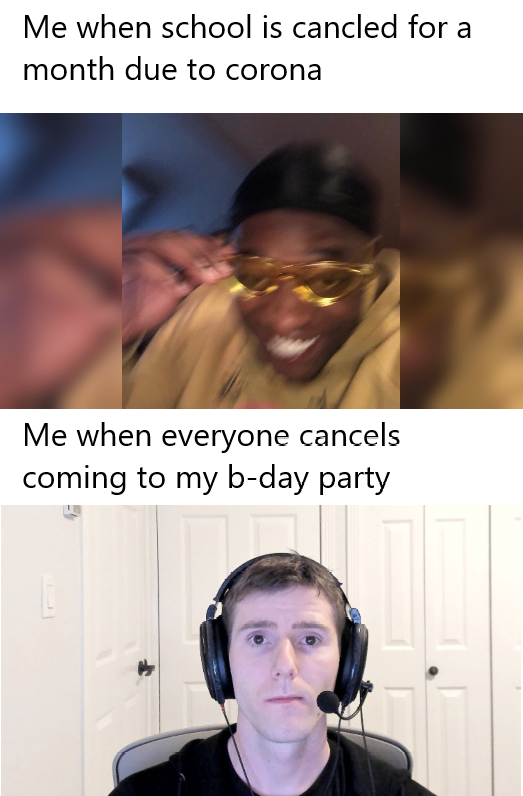 Me when school is cancled for a
month due to corona
Me when everyone cancels
coming to my b-day party